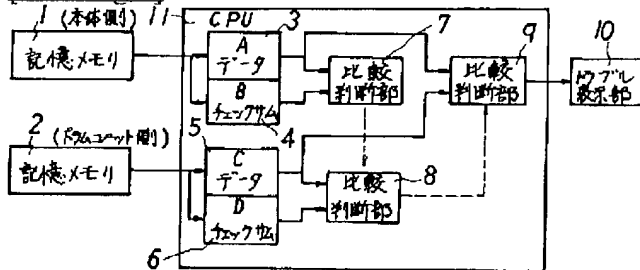 1 (本体側)
記憶メモリ
2 (ドラムユニット側)
記憶メモリ
11
CPU
3
A
データ
B
チェックサム
4
5
C
データ
D
チェックサム
6
7
比較
判断部
8
比較
判断部
9
比較
判断部
10
トラブル
表示部